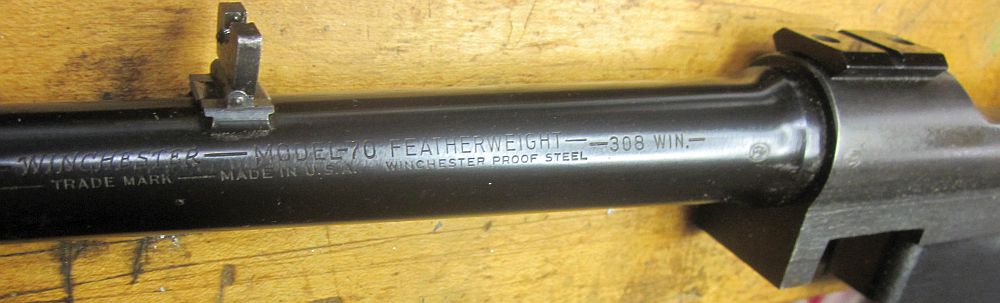 WINCHESTER — MODEL-70 FEATHERWEIGHT — —308 WIN.—
— TRADE MARK — MADE IN U.S.A. WINCHESTER PROOF STEEL